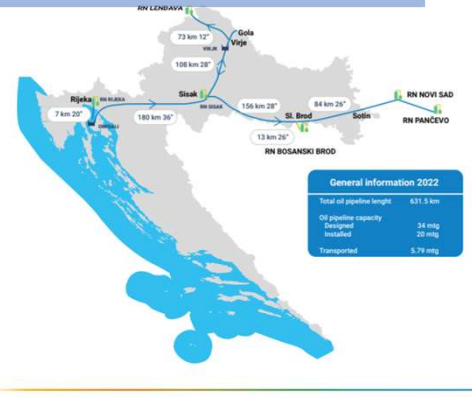 RN LENDAVA
73 km 12"
Gola
Virje
VIRJE
108 km 28"
Rijeka
RN RIJEKA
7 km 20"
OMIŠALJ
180 km 36"
Sisak
RN SISAK
156 km 28"
Sl. Brod
13 km 26"
RN BOSANSKI BROD
84 km 26"
Sotin
RN NOVI SAD
RN PANČEVO
General information 2022
Total oil pipeline lenght 631.5 km
Oil pipeline capacity
Designed 34 mtg
Installed 20 mtg
Transported 5.79 mtg